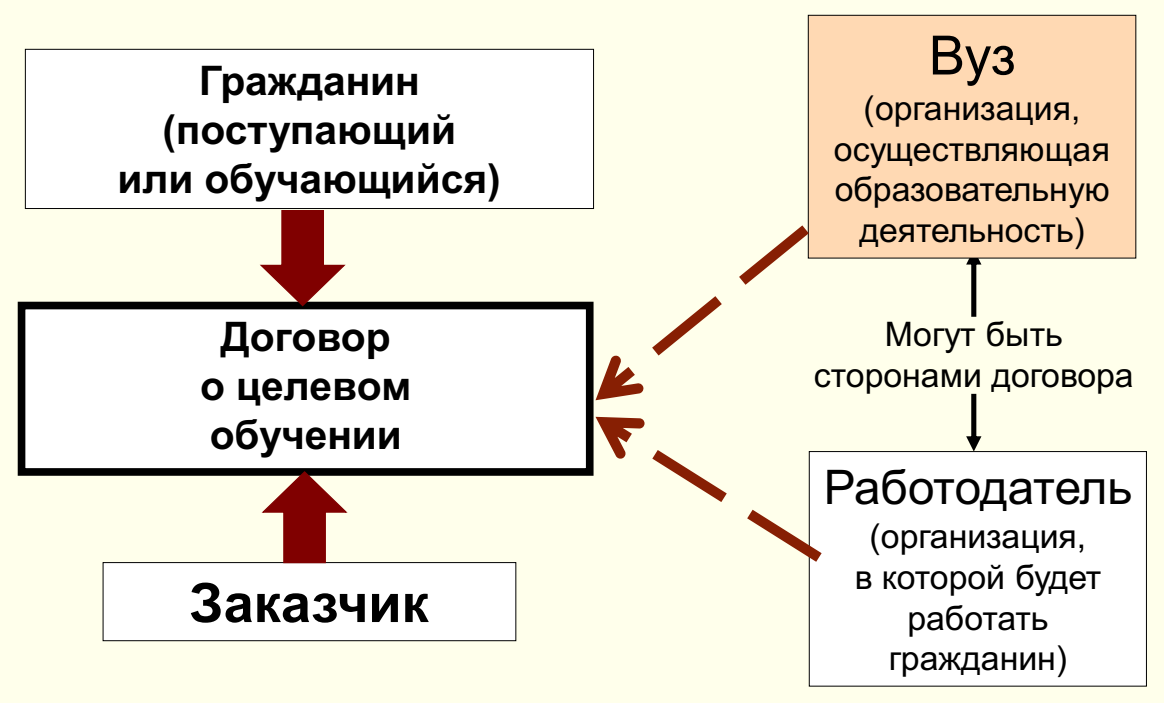 Гражданин
(поступающий
или обучающийся)
Договор
о целевом
обучении
Заказчик
Вуз
(организация,
осуществляющая
образовательную
деятельность)
Могут быть
сторонами договора
Работодатель
(организация,
в которой будет
работать
гражданин)